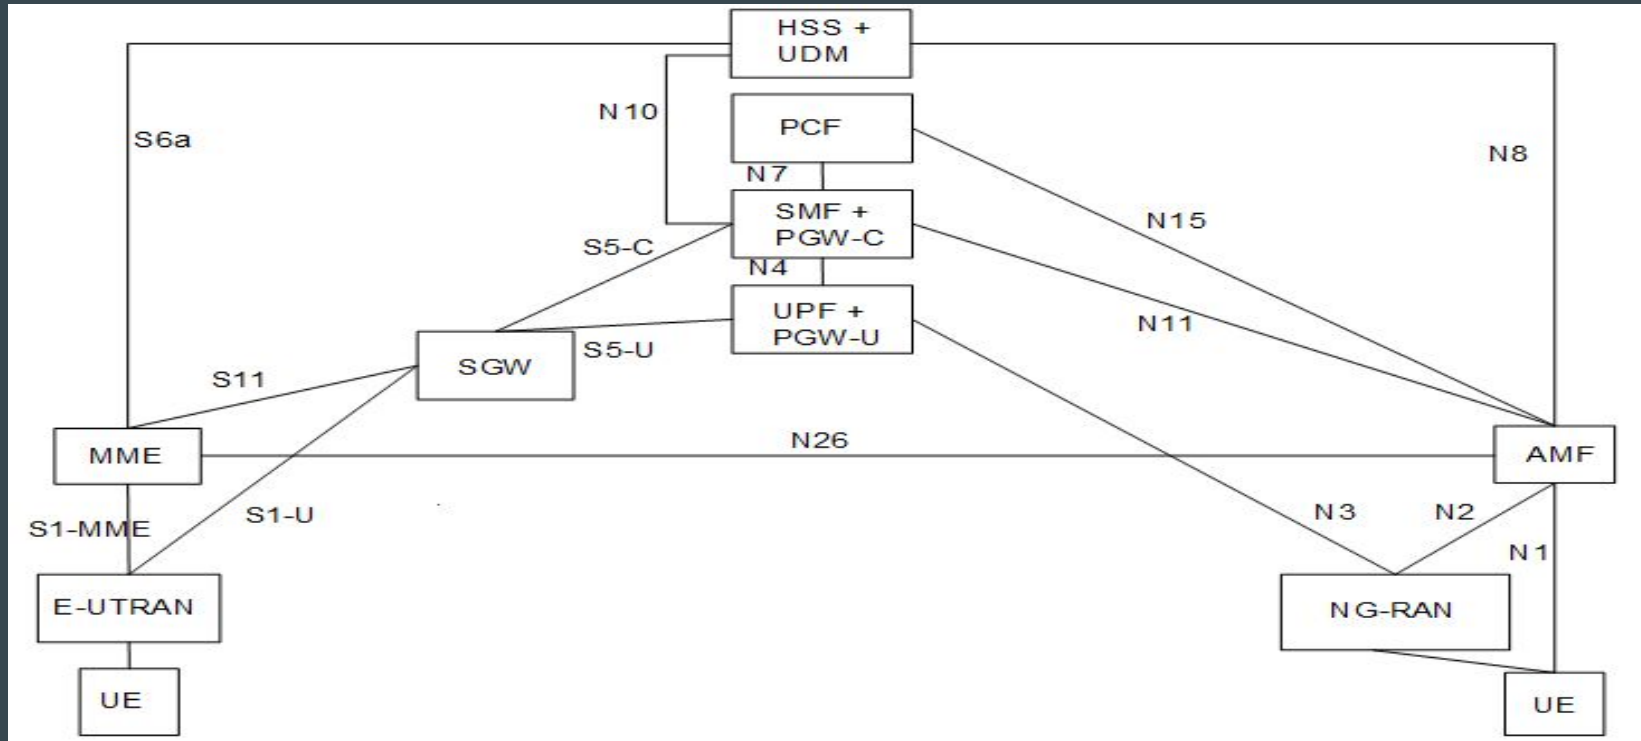 HSS +
UDM
N10
PCF
S6a
N8
N7
SMF +
PGW-C
N15
S5-C
N4
UPF +
PGW-U
N11
S5-U
SGW
S11
N26
MME
AMF
S1-MME
S1-U
N3
N2
N1
E-UTRAN
NG-RAN
UE
UE